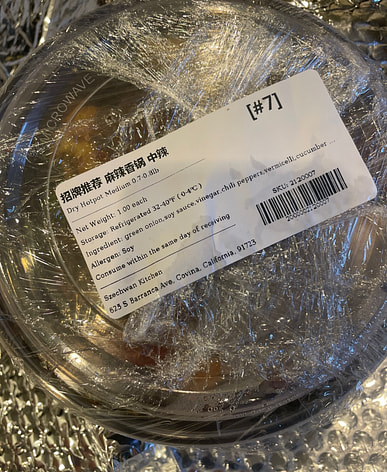 MICROWAVE
[#7]
招牌推荐 麻辣香锅 中辣
Dry Hotpot, Medium 0.7-0.8lb
Net Weight: 1.00 each
Storage: Refrigerated 32-40°F (0-4°C)
Ingredient: green onion,soy sauce,vinegar,chili peppers,vermicelli,cucumber ...
Allergen: Soy
Consume within the same day of receiving
SKU: 2120007
Szechwan Kitchen
625 S Barranca Ave. Covina, California, 91723